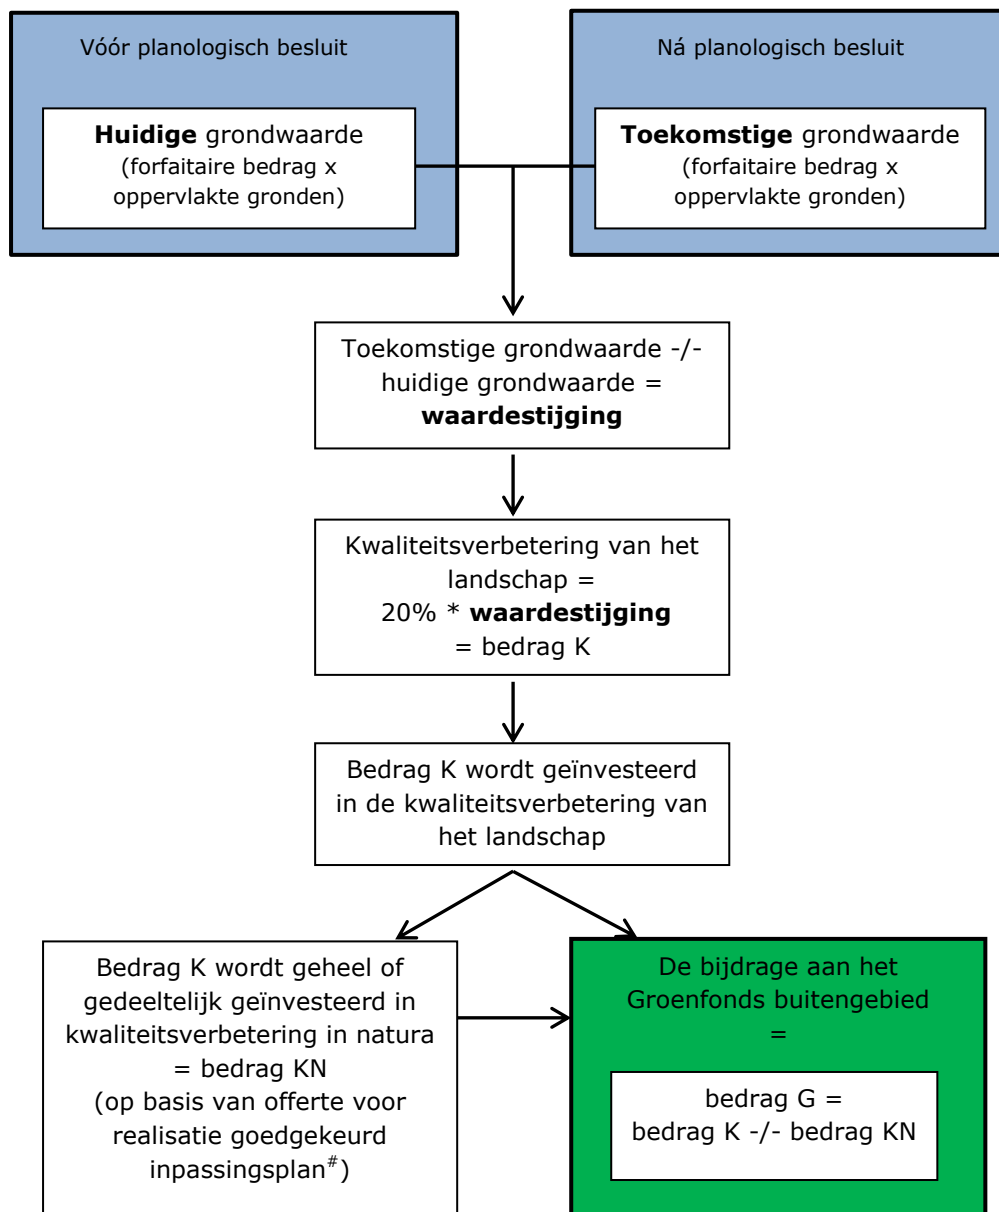 Vóór planologisch besluit
Huidige grondwaarde
(forfaitaire bedrag x
oppervlakte gronden)
Ná planologisch besluit
Toekomstige grondwaarde
(forfaitaire bedrag x
oppervlakte gronden)
Toekomstige grondwaarde -/-
huidige grondwaarde =
waardestijging
Kwaliteitsverbetering van het
landschap =
20% * waardestijging
= bedrag K
Bedrag K wordt geïnvesteerd
in de kwaliteitsverbetering van
het landschap
Bedrag K wordt geheel of
gedeeltelijk geïnvesteerd in
kwaliteitsverbetering in natura
= bedrag KN
(op basis van offerte voor
realisatie goedgekeurd
inpassingsplan#)
De bijdrage aan het
Groenfonds buitengebied
=
bedrag G =
bedrag K -/- bedrag KN